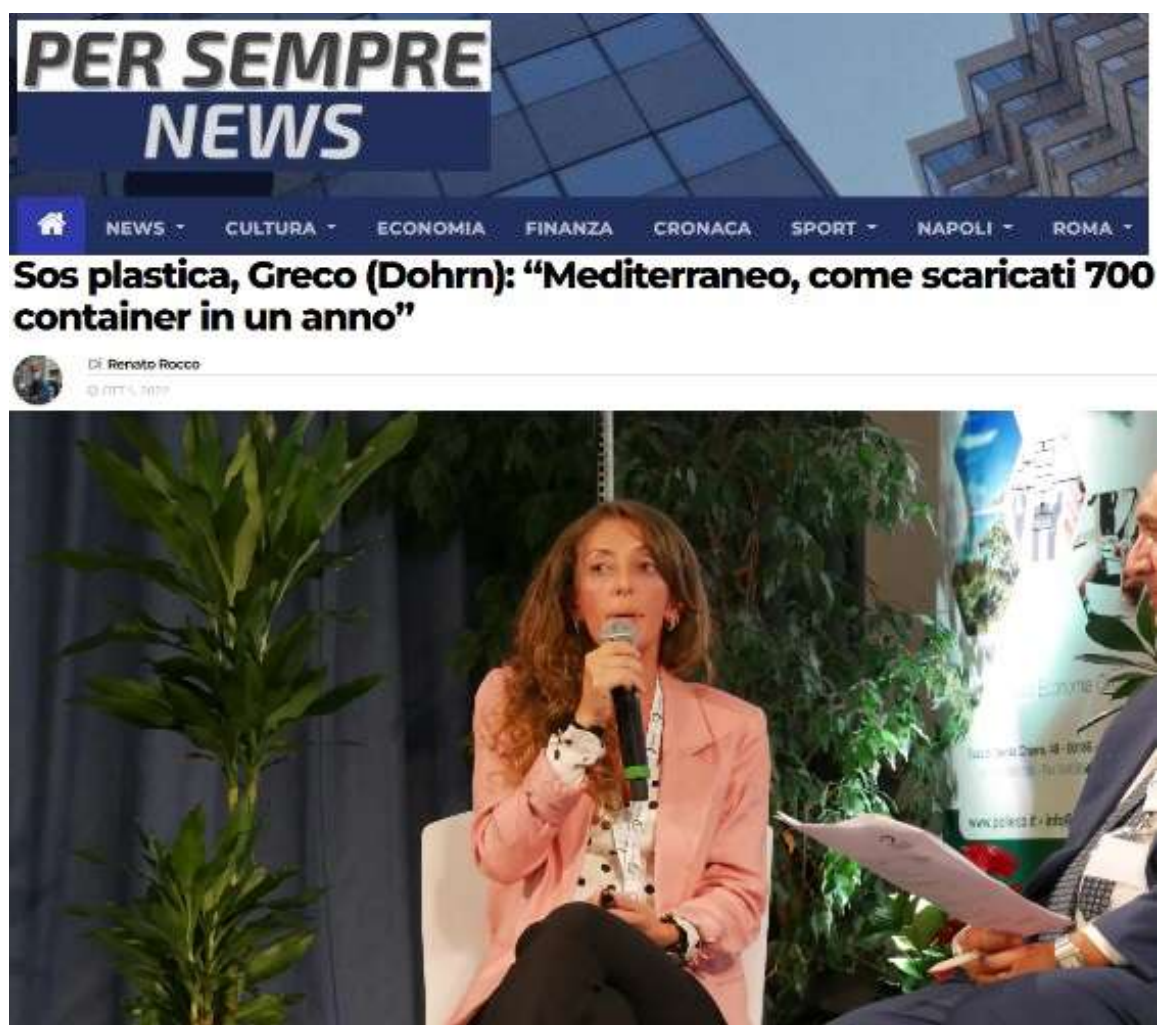 PER SEMPRE
NEWS
NEWS CULTURA ECONOMIA FINANZA CRONACA SPORT NAPOLI ROMA
Sos plastica, Greco (Dohrn): “Mediterraneo, come scaricati 700
container in un anno”
Di Renato Rocco
Economia